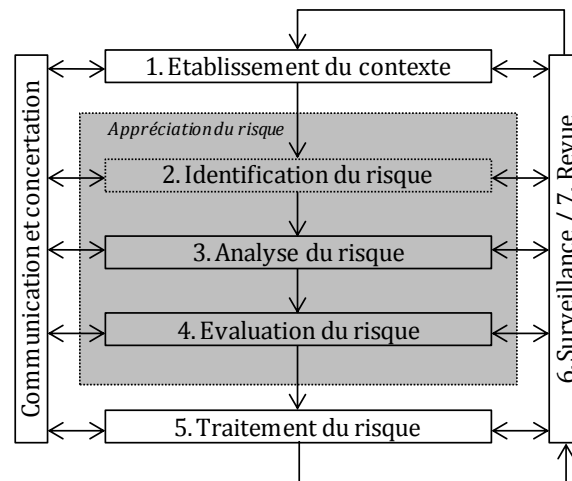 1. Etablissement du contexte
Appréciation du risque
2. Identification du risque
3. Analyse du risque
4. Evaluation du risque
5. Traitement du risque
Communication et concertation
6. Surveillance / 7. Revue